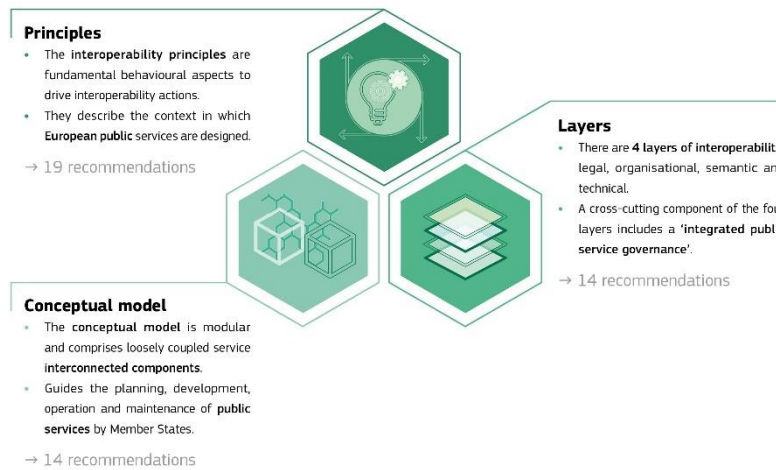 Principles
• The interoperability principles are
fundamental behavioural aspects to
drive interoperability actions.
• They describe the context in which
European public services are designed.
→ 19 recommendations
Layers
• There are 4 layers of interoperabilit
legal, organisational, semantic an
technical.
• A cross-cutting component of the fou
layers includes a ‘integrated publ
service governance’.
→ 14 recommendations
Conceptual model
• The conceptual model is modular
and comprises loosely coupled service
interconnected components.
• Guides the planning, development,
operation and maintenance of public
services by Member States.
→ 14 recommendations